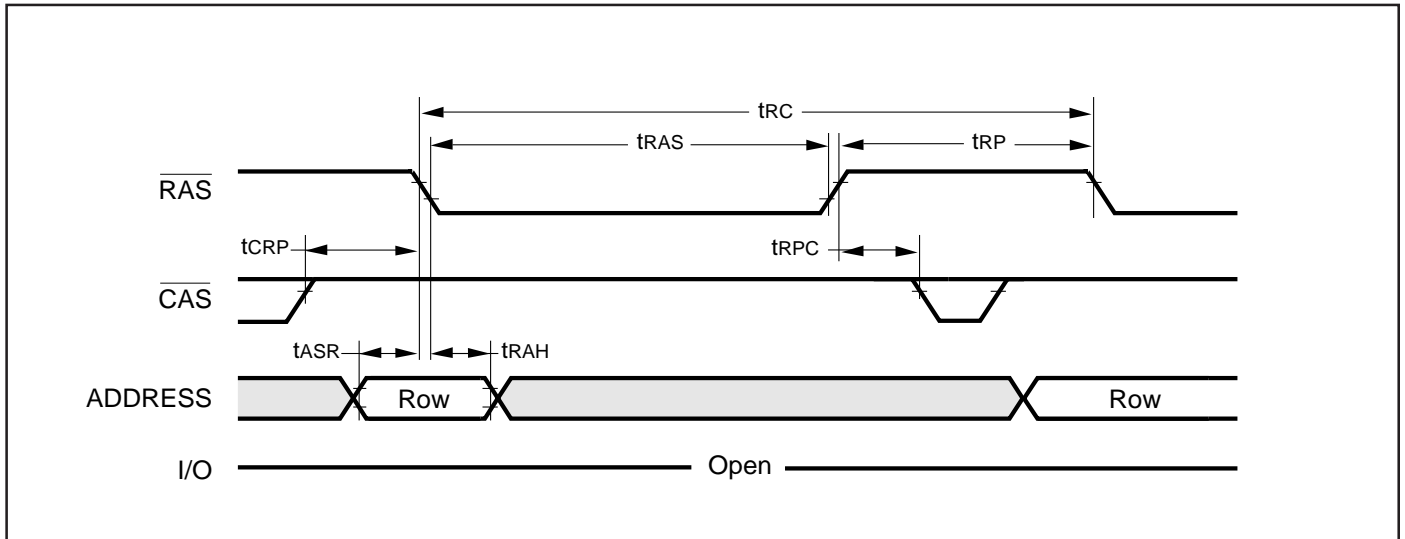 tRC
tRAS
tRP
RAS
tCRP
tRPC
CAS
tASR
tRAH
ADDRESS
Row
Row
I/O
Open